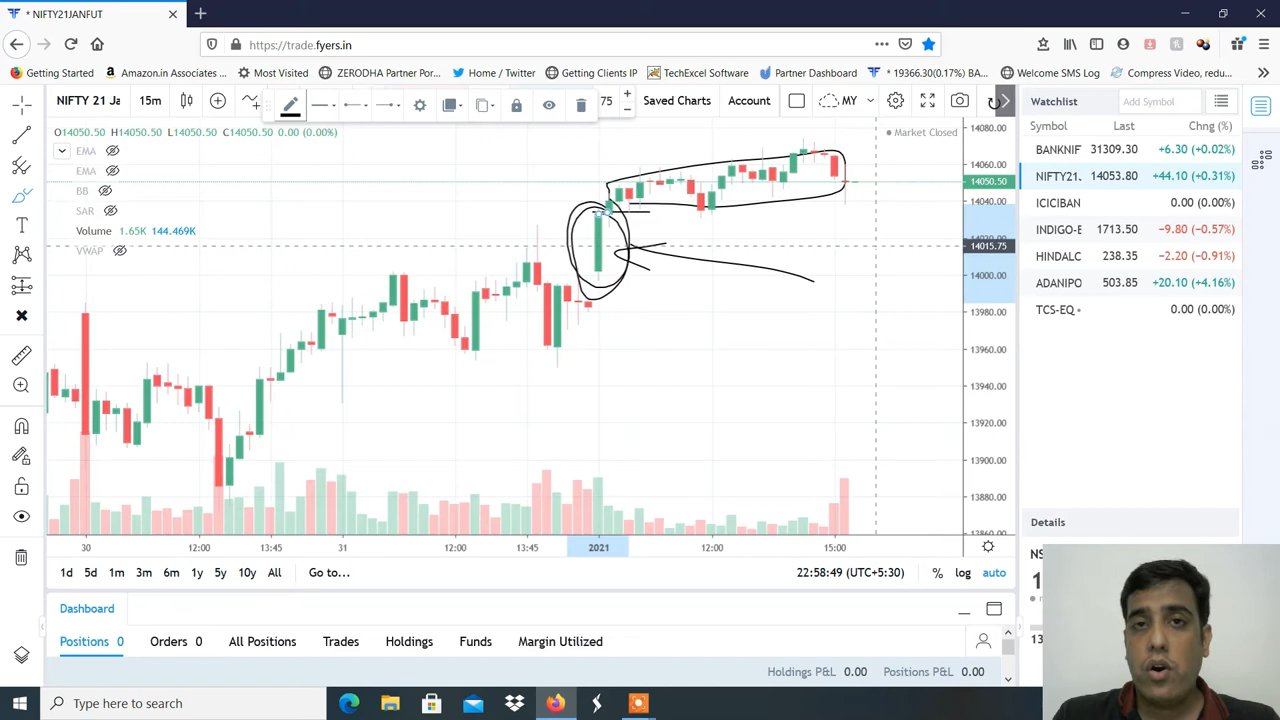 * NIFTY21JANFUT
https://trade.fyers.in
Getting Started
Amazon.in Associates ...
Most Visited
ZERODHA Partner Por...
Home / Twitter
Getting Clients IP
TechExcel Software
Partner Dashboard
* 19366.30(0.17%) BA...
Welcome SMS Log
Compress Video, redu...
NIFTY 21 Ja
15m
75
Saved Charts
Account
MY
O14050.50 H14050.50 L14050.50 C14050.50 0.00 (0.00%)
EMA
EMA
BB
SAR
Volume 1.65K 144.469K
VWAP
Market Closed
14080.00
14060.00
14050.50
14040.00
14015.75
14000.00
13980.00
13960.00
13940.00
13920.00
13900.00
13880.00
30
12:00
13:45
31
12:00
13:45
2021
12:00
15:00
1d 5d 1m 3m 6m 1y 5y 10y All
Go to...
22:58:49 (UTC+5:30)
% log auto
Watchlist
Add Symbol
Symbol Last Chng (%)
BANKNIF 31309.30 +6.30 (+0.02%)
NIFTY21. 14053.80 +44.10 (+0.31%)
ICICIBAN 0.00 (0.00%)
INDIGO-E 1713.50 -9.80 (-0.57%)
HINDALC 238.35 -2.20 (-0.91%)
ADANIPO 503.85 +20.10 (+4.16%)
TCS-EQ 0.00 (0.00%)
Details
Dashboard
Positions 0
Orders 0
All Positions
Trades
Holdings
Funds
Margin Utilized
Holdings P&L 0.00
Positions P&L 0.00
Type here to search